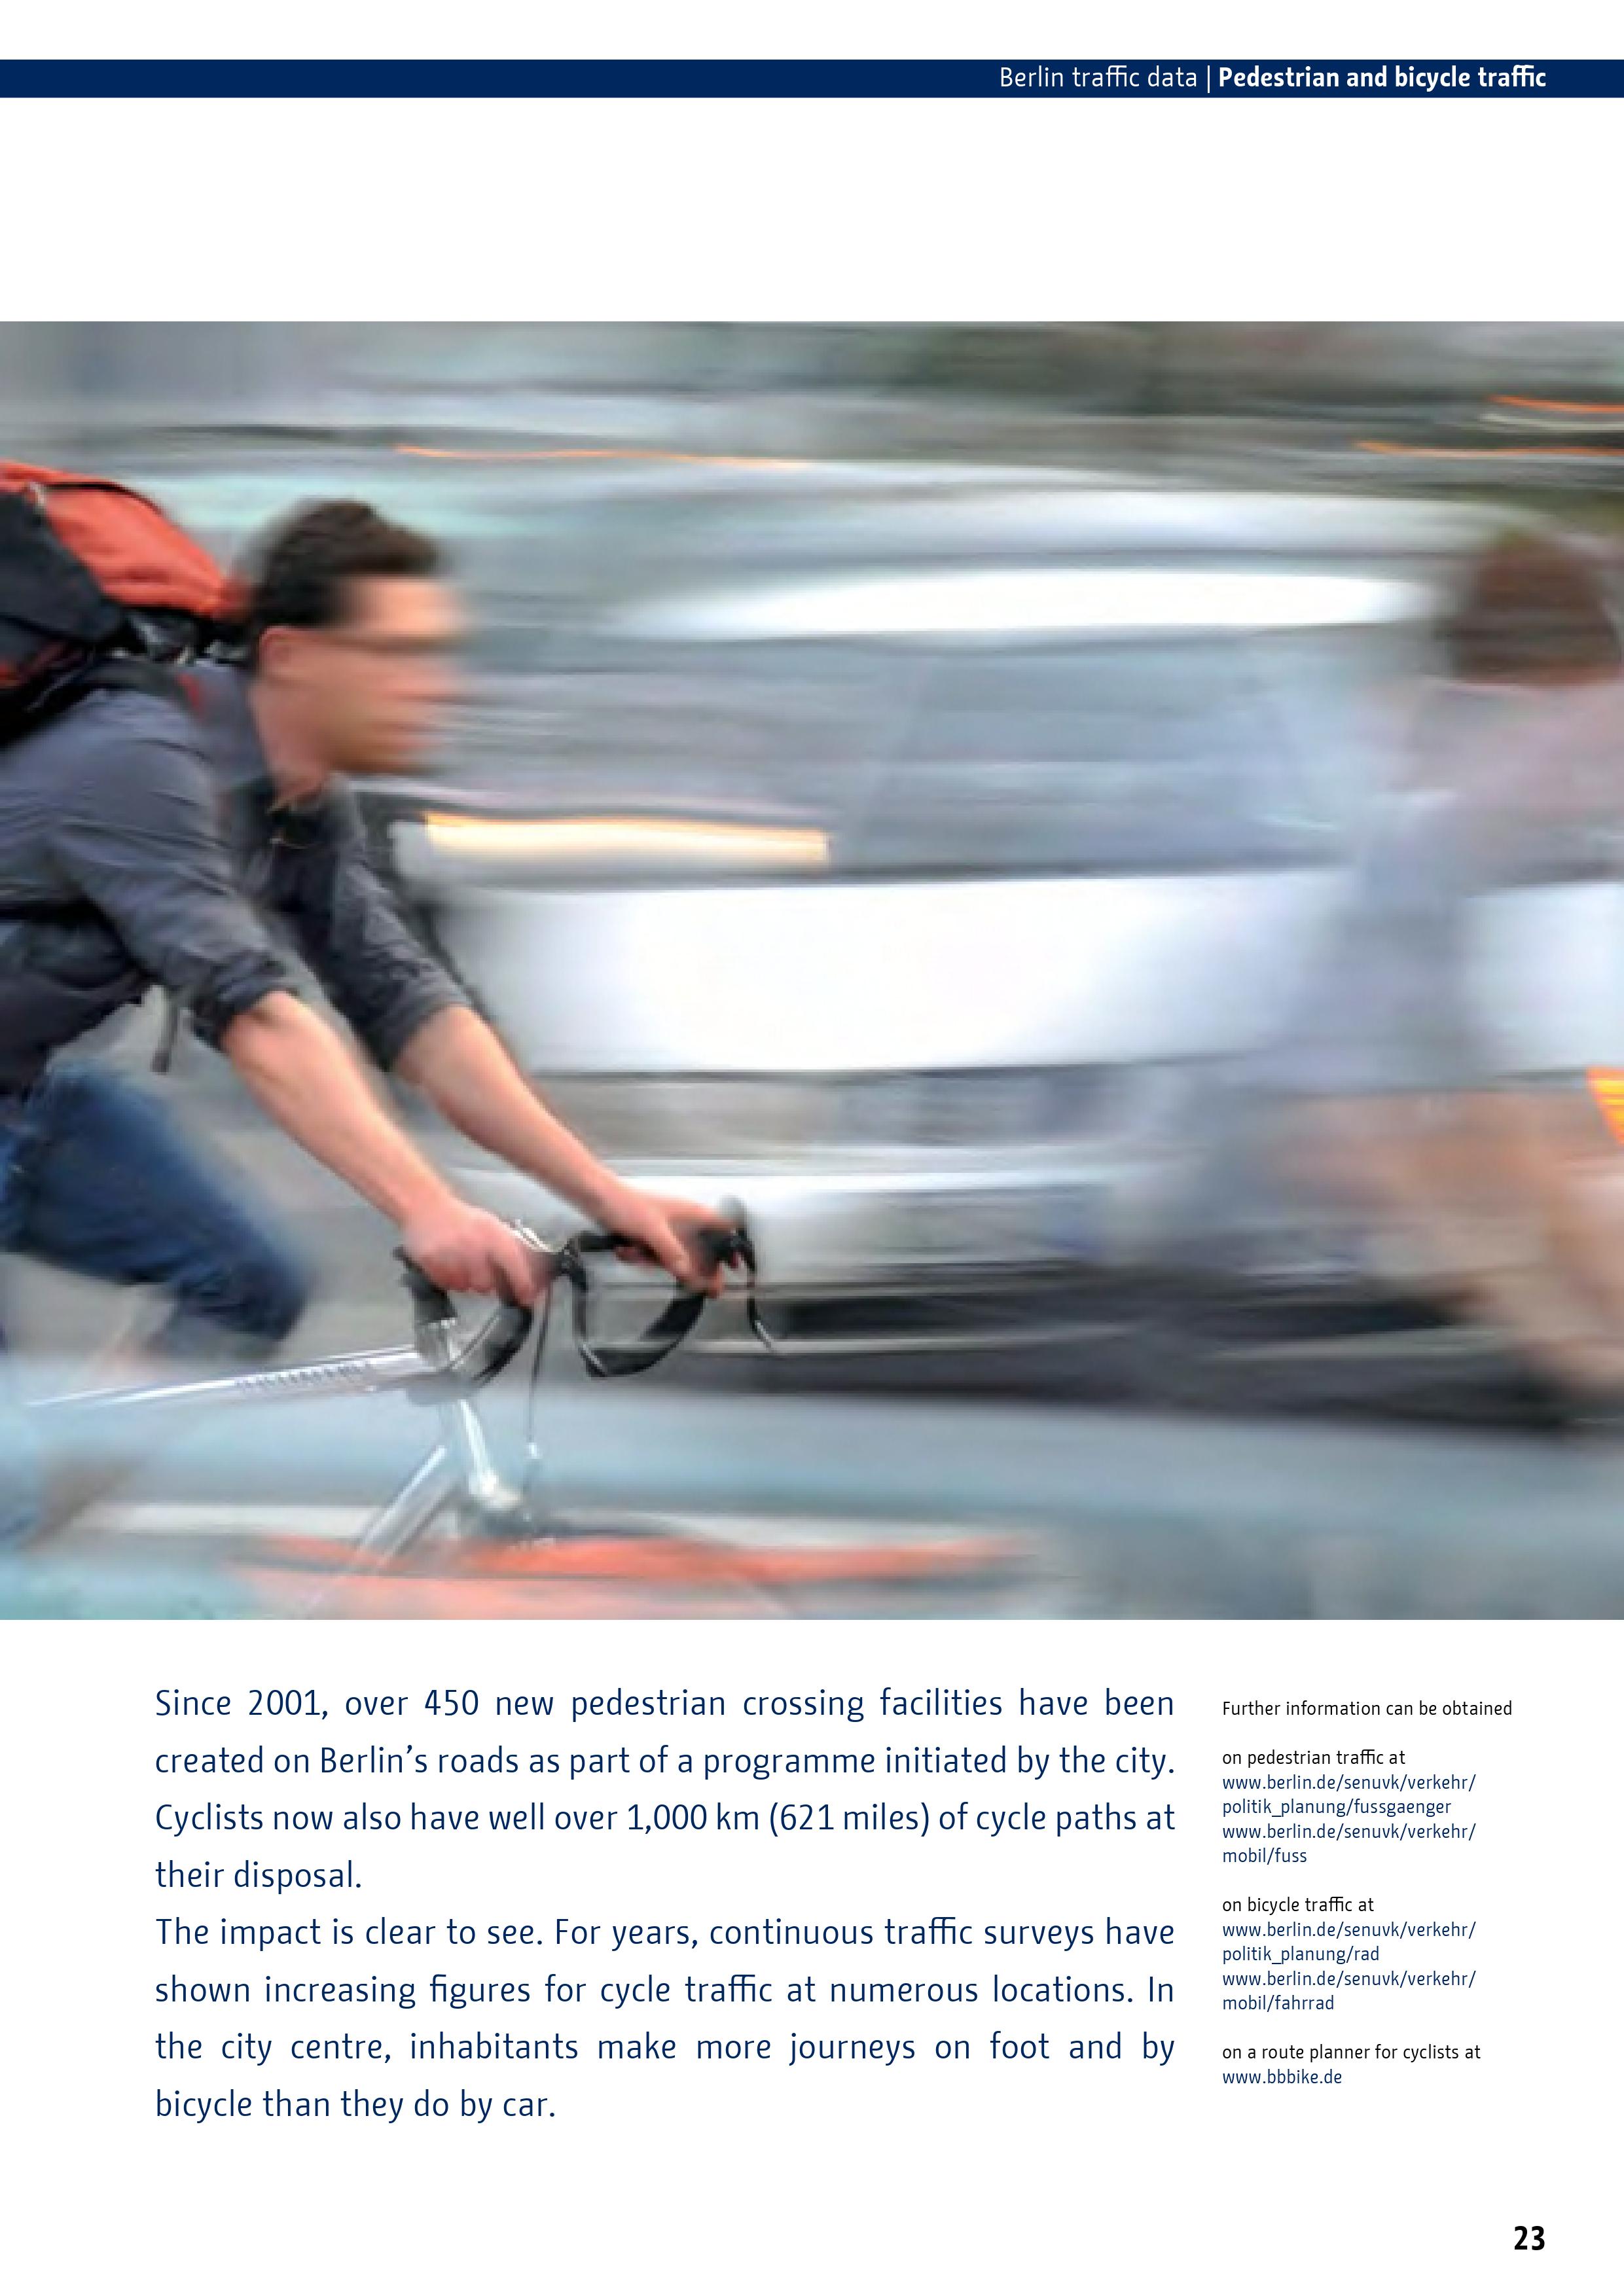 Berlin traffic data | Pedestrian and bicycle traffic
Since 2001, over 450 new pedestrian crossing facilities have been
created on Berlin’s roads as part of a programme initiated by the city.
Cyclists now also have well over 1,000 km (621 miles) of cycle paths at
their disposal.
The impact is clear to see. For years, continuous traffic surveys have
shown increasing figures for cycle traffic at numerous locations. In
the city centre, inhabitants make more journeys on foot and by
bicycle than they do by car.
Further information can be obtained
on pedestrian traffic at
www.berlin.de/senuvk/verkehr/
politik_planung/fussgaenger
www.berlin.de/senuvk/verkehr/
mobil/fuss
on bicycle traffic at
www.berlin.de/senuvk/verkehr/
politik_planung/rad
www.berlin.de/senuvk/verkehr/
mobil/fahrrad
on a route planner for cyclists at
www.bbbike.de
23